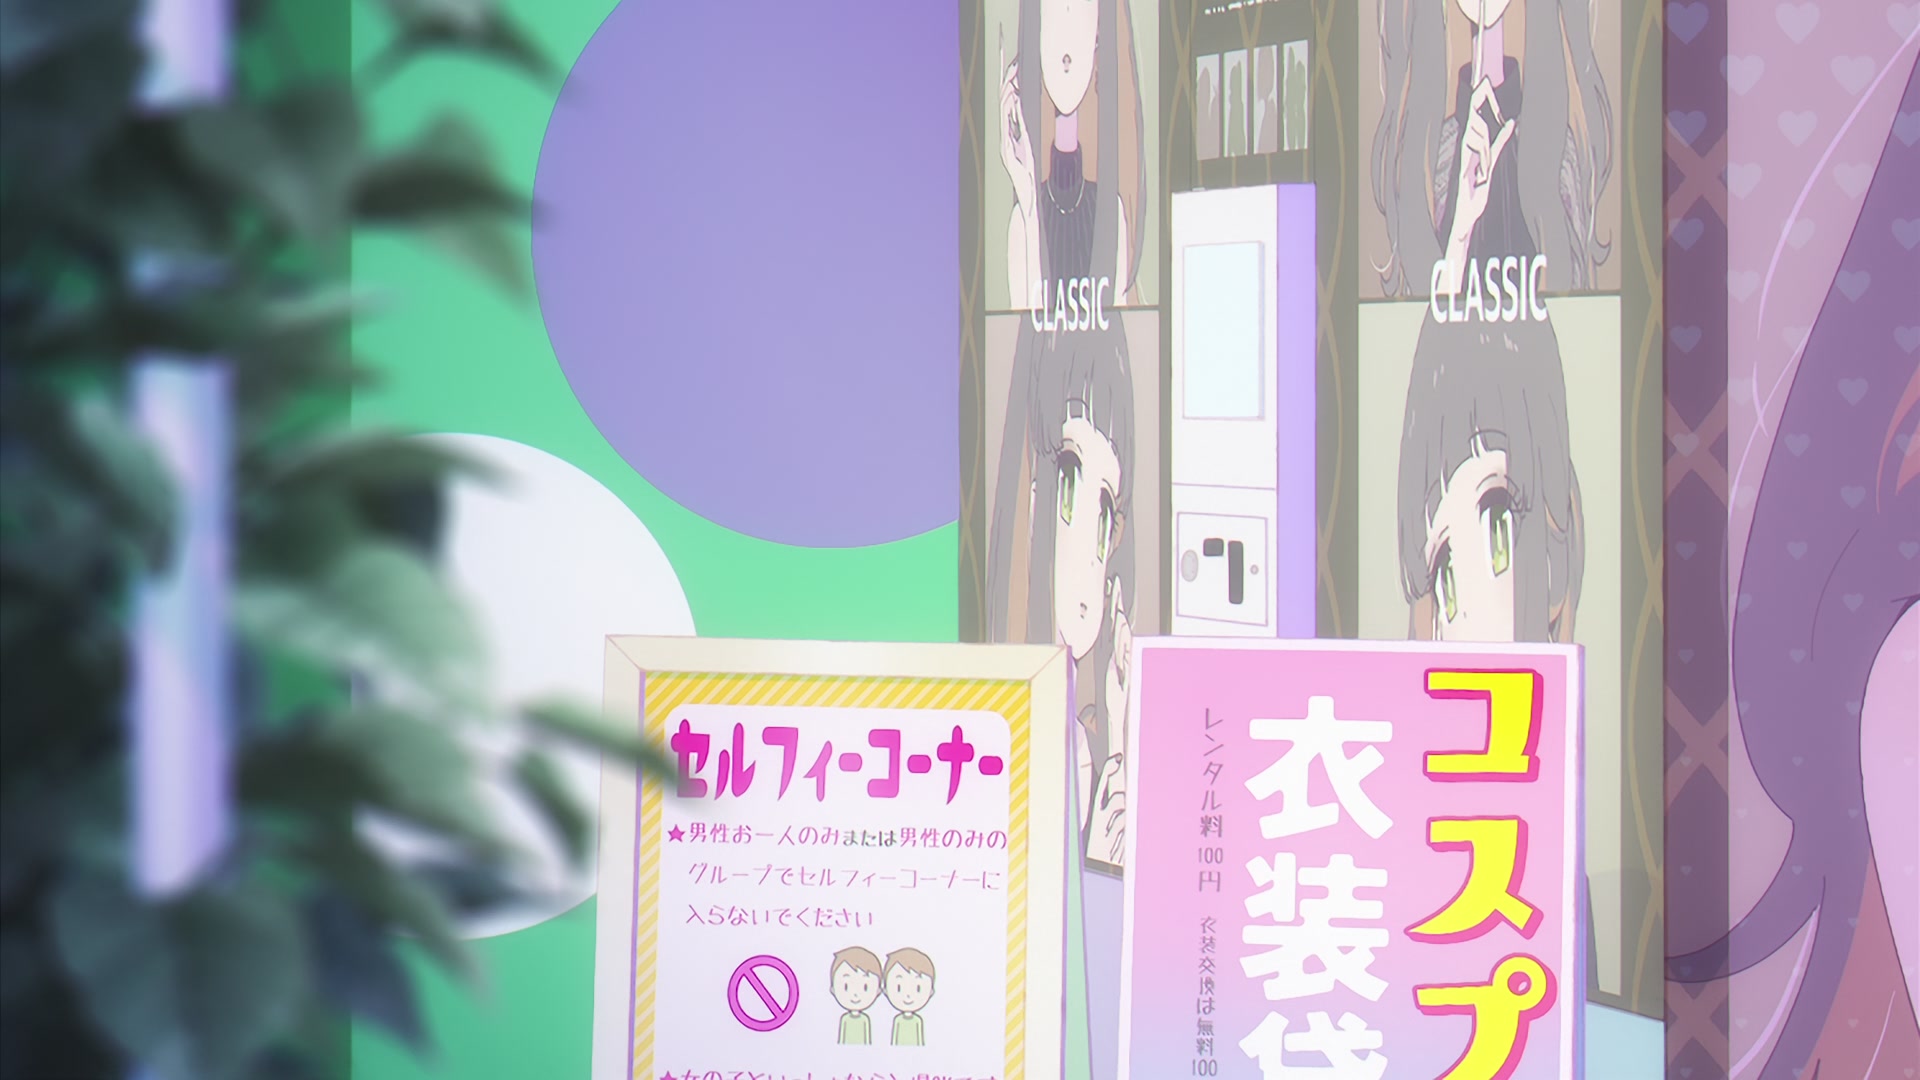 CLASSIC
CLASSIC
セルフィーコーナー
★男性お一人のみまたは男性のみの
グループでセルフィーコーナーに
入らないでください
コスプ
衣装
レンタル料100円 衣装交換は無料
100